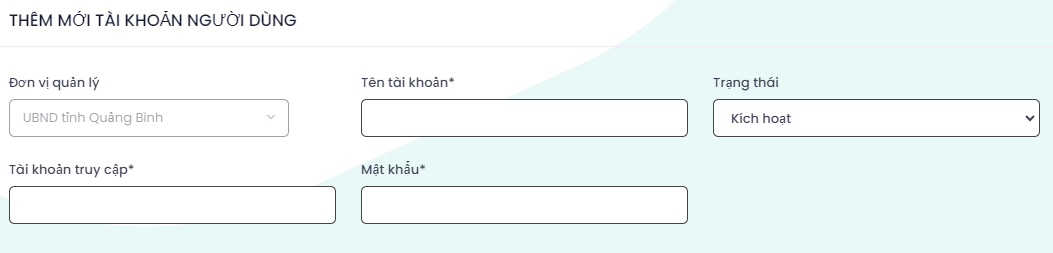 THÊM MỚI TÀI KHOẢN NGƯỜI DÙNG
Đơn vị quản lý
Tên tài khoản*
Trạng thái
UBND tỉnh Quảng Bình
Kích hoạt
Tài khoản truy cập*
Mật khẩu*